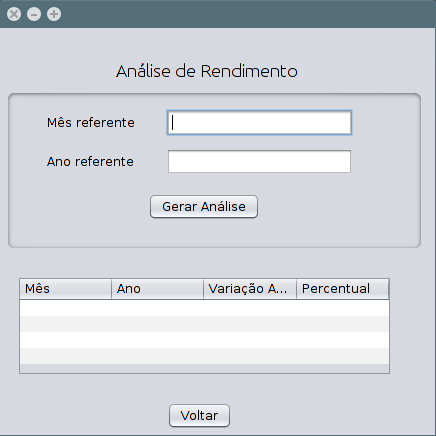 Análise de Rendimento
Mês referente
Ano referente
Gerar Análise
Mês Ano Variação A... Percentual
Voltar